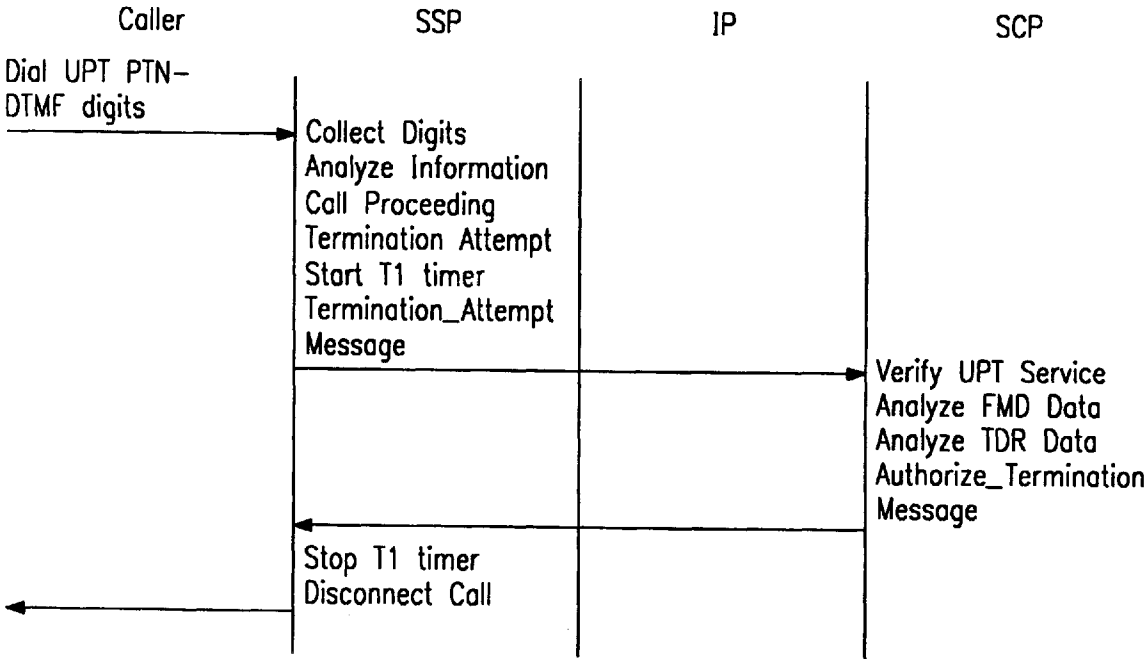 Caller SSP IP SCP
Dial UPT PTN-
DTMF digits
Collect Digits
Analyze Information
Call Proceeding
Termination Attempt
Start T1 timer
Termination_Attempt
Message
Verify UPT Service
Analyze FMD Data
Analyze TDR Data
Authorize_Termination
Message
Stop T1 timer
Disconnect Call